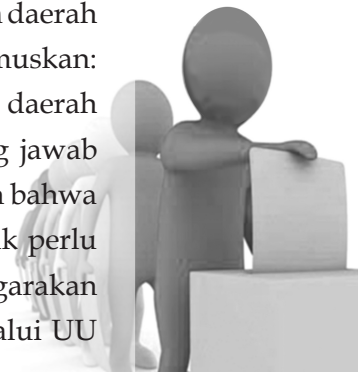 daerah
muskan:
daerah
jawab
bahwa
k perlu
garakan
alui UU